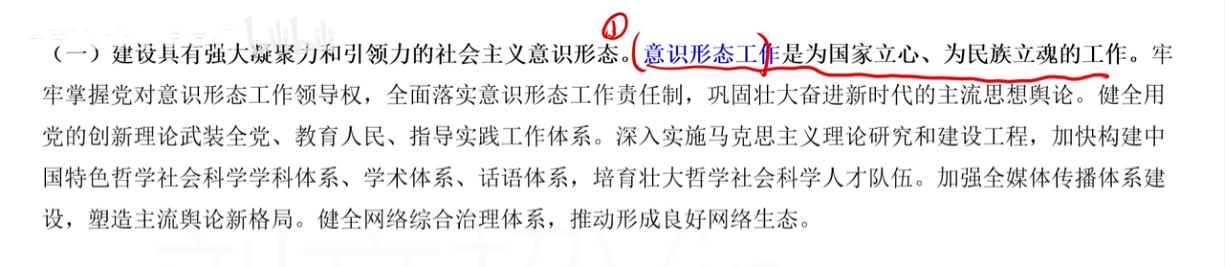 ①
（一）建设具有强大凝聚力和引领力的社会主义意识形态。(意识形态工作)是为国家立心、为民族立魂的工作。牢
牢掌握党对意识形态工作领导权，全面落实意识形态工作责任制，巩固壮大奋进新时代的主流思想舆论。健全用
党的创新理论武装全党、教育人民、指导实践工作体系。深入实施马克思主义理论研究和建设工程，加快构建中
国特色哲学社会科学学科体系、学术体系、话语体系，培育壮大哲学社会科学人才队伍。加强全媒体传播体系建
设，塑造主流舆论新格局。健全网络综合治理体系，推动形成良好网络生态。